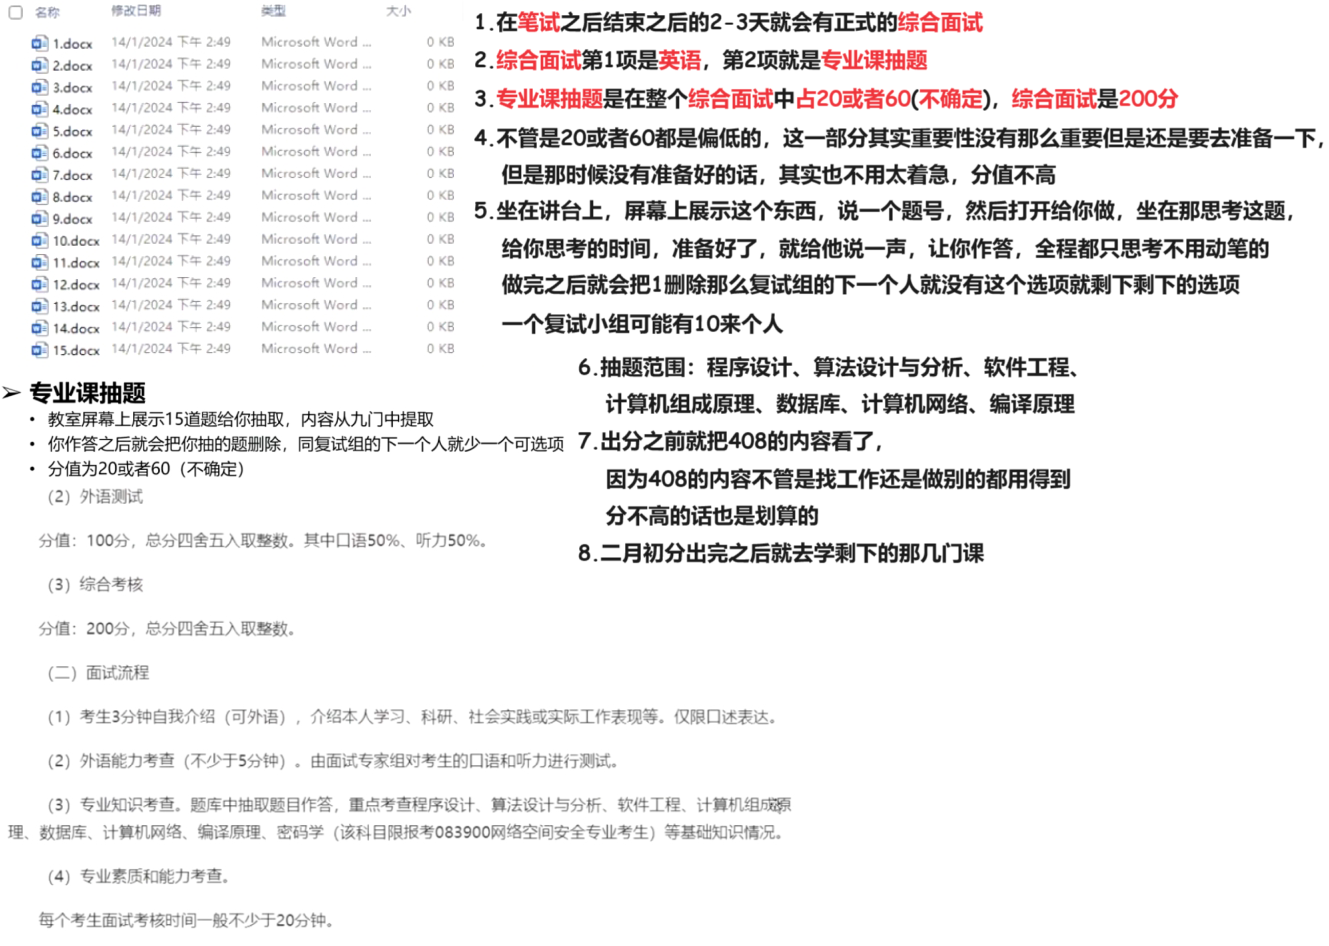 名称 修改日期 类型 大小
1.docx 14/1/2024 下午 2:49 Microsoft Word ... 0 KB
2.docx 14/1/2024 下午 2:49 Microsoft Word ... 0 KB
3.docx 14/1/2024 下午 2:49 Microsoft Word ... 0 KB
4.docx 14/1/2024 下午 2:49 Microsoft Word ... 0 KB
5.docx 14/1/2024 下午 2:49 Microsoft Word ... 0 KB
6.docx 14/1/2024 下午 2:49 Microsoft Word ... 0 KB
7.docx 14/1/2024 下午 2:49 Microsoft Word ... 0 KB
8.docx 14/1/2024 下午 2:49 Microsoft Word ... 0 KB
9.docx 14/1/2024 下午 2:49 Microsoft Word ... 0 KB
10.docx 14/1/2024 下午 2:49 Microsoft Word ... 0 KB
11.docx 14/1/2024 下午 2:49 Microsoft Word ... 0 KB
12.docx 14/1/2024 下午 2:49 Microsoft Word ... 0 KB
13.docx 14/1/2024 下午 2:49 Microsoft Word ... 0 KB
14.docx 14/1/2024 下午 2:49 Microsoft Word ... 0 KB
15.docx 14/1/2024 下午 2:49 Microsoft Word ... 0 KB
1.在笔试之后结束之后的2-3天就会有正式的综合面试
2.综合面试第1项是英语，第2项就是专业课抽题
3.专业课抽题是在整个综合面试中占20或者60(不确定)，综合面试是200分
4.不管是20或者60都是偏低的，这一部分其实重要性没有那么重要但是还是要去准备一下，
但是那时候没有准备好的话，其实也不用太着急，分值不高
5.坐在讲台上，屏幕上展示这个东西，说一个题号，然后打开给你做，坐在那思考这题，
给你思考的时间，准备好了，就给他说一声，让你作答，全程都只思考不用动笔的
做完之后就会把1删除那么复试组的下一个人就没有这个选项就剩下剩下的选项
一个复试小组可能有10来个人
6.抽题范围：程序设计、算法设计与分析、软件工程、
计算机组成原理、数据库、计算机网络、编译原理
7.出分之前就把408的内容看了，
因为408的内容不管是找工作还是做别的都用得到
分不高的话也是划算的
8.二月初分出完之后就去学剩下的那几门课
➢ 专业课抽题
• 教室屏幕上展示15道题给你抽取，内容从九门中提取
• 你作答之后就会把你抽的题删除，同复试组的下一个人就少一个可选项
• 分值为20或者60（不确定）
（2）外语测试
分值：100分，总分四舍五入取整数。其中口语50%、听力50%。
（3）综合考核
分值：200分，总分四舍五入取整数。
（二）面试流程
（1）考生3分钟自我介绍（可外语），介绍本人学习、科研、社会实践或实际工作表现等。仅限口述表达。
（2）外语能力考查（不少于5分钟）。由面试专家组对考生的口语和听力进行测试。
（3）专业知识考查。题库中抽取题目作答，重点考查程序设计、算法设计与分析、软件工程、计算机组成原
理、数据库、计算机网络、编译原理、密码学（该科目限报考083900网络空间安全专业考生）等基础知识情况。
（4）专业素质和能力考查。
每个考生面试考核时间一般不少于20分钟。